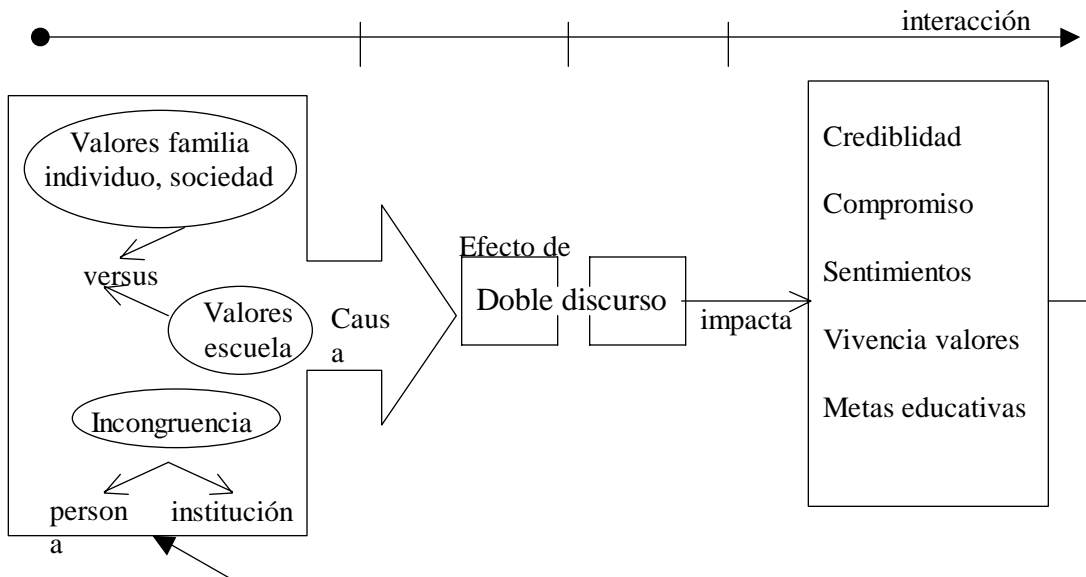 interacción
Valores familia
individuo, sociedad
versus
Valores
escuela
Incongruencia
person
a
institución
Caus
a
Efecto de
Doble discurso
impacta
Crediblidad
Compromiso
Sentimientos
Vivencia valores
Metas educativas